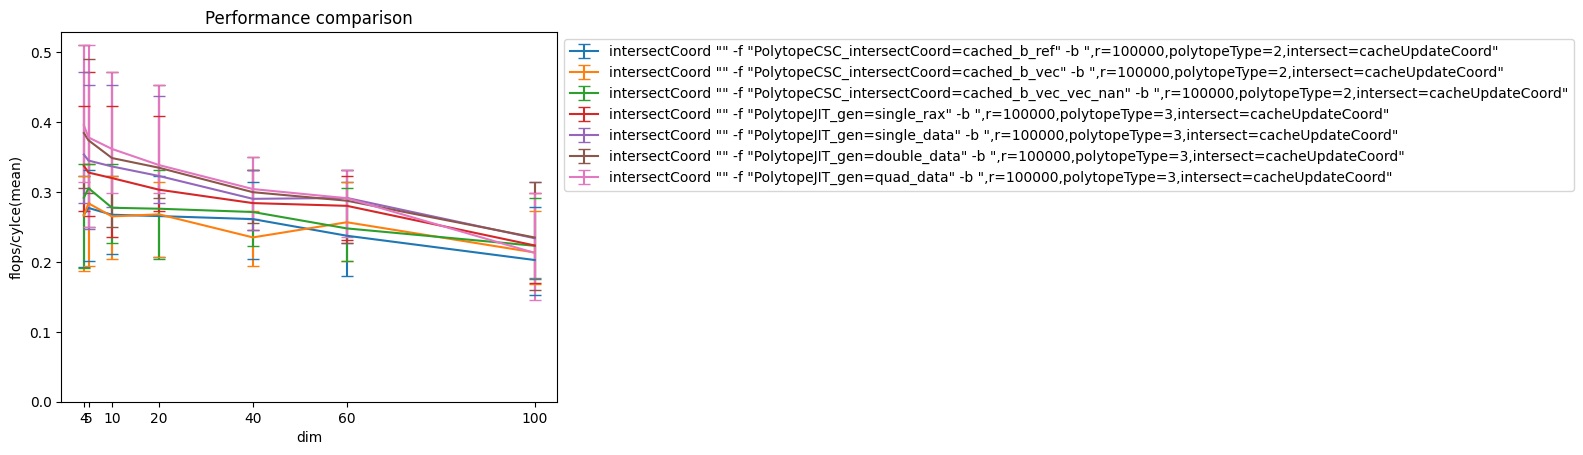 Performance comparison
flops/cylce(mean)
0.5
0.4
0.3
0.2
0.1
0.0
4 5 10 20 40 60 100
dim
intersectCoord "" -f "PolytopeCSC_intersectCoord=cached_b_ref" -b ",r=100000,polytopeType=2,intersect=cacheUpdateCoord"
intersectCoord "" -f "PolytopeCSC_intersectCoord=cached_b_vec" -b ",r=100000,polytopeType=2,intersect=cacheUpdateCoord"
intersectCoord "" -f "PolytopeCSC_intersectCoord=cached_b_vec_vec_nan" -b ",r=100000,polytopeType=2,intersect=cacheUpdateCoord"
intersectCoord "" -f "PolytopeJIT_gen=single_rax" -b ",r=100000,polytopeType=3,intersect=cacheUpdateCoord"
intersectCoord "" -f "PolytopeJIT_gen=single_data" -b ",r=100000,polytopeType=3,intersect=cacheUpdateCoord"
intersectCoord "" -f "PolytopeJIT_gen=double_data" -b ",r=100000,polytopeType=3,intersect=cacheUpdateCoord"
intersectCoord "" -f "PolytopeJIT_gen=quad_data" -b ",r=100000,polytopeType=3,intersect=cacheUpdateCoord"